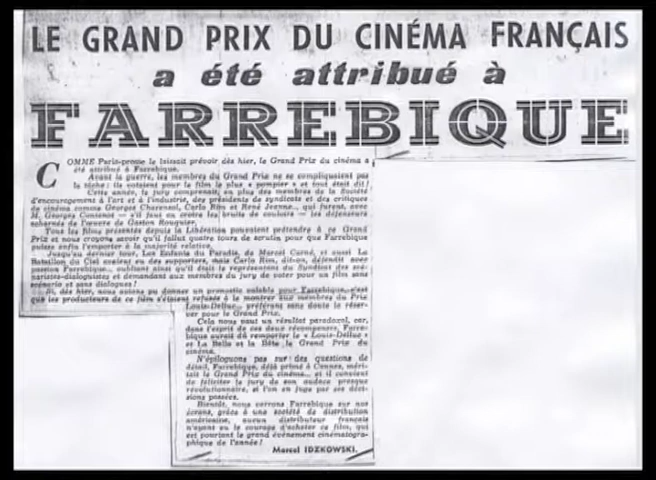 LE GRAND PRIX DU CINÉMA FRANÇAIS
a été attribué à
FARREBIQUE
COMME Paris-presse le laissait prévoir dès hier, le Grand Prix du cinéma a
été attribué à Farrebique.
Avant la guerre, les membres du Grand Prix ne se compliquaient pas
la tâche : ils votaient pour le film le plus « pompier » et tout était dit !
Cette année, le jury comprenait, en plus des membres de la Société
d'encouragement à l'art et à l'industrie, des présidents de syndicats et des critiques
de cinéma comme Georges Charensol, Carlo Rim et René Jeanne... qui furent, avec
M. Georges — s'il faut en croire les bruits de couloirs — les défenseurs
acharnés de l'œuvre de Gaston Rouquier.
Tous les films présentés depuis la Libération pouvaient prétendre à ce Grand
Prix et nous croyons savoir qu'il fallut quatre tours de scrutin pour que Farrebique
puisse enfin l'emporter à la majorité relative.
Jusqu'au dernier tour, Les Enfants du Paradis, de Marcel Carné, et aussi La
Bataillon du Ciel avaient eu des supporters, mais Carlo Rim, dit-on, défendit avec
passion Farrebique... oubliant ainsi qu'il était le représentant du Syndicat des scé-
naristes-dialoguistes et demandant aux membres du jury de voter pour un film sans
scénario et sans dialogues !
Si, dès hier, nous avions pu donner un pronostic valable pour Farrebique, c'est
que les producteurs de ce film s'étaient refusés à le montrer aux membres du Prix
Louis-Delluc... préférant sans doute le réser-
ver pour le Grand Prix.
Cela nous vaut un résultat paradoxal, car,
dans l'esprit de ces deux récompenses, Farre-
bique aurait dû remporter le « Louis-Delluc »
et La Belle et la Bête, le Grand Prix du
cinéma.
N'épiloguons pas sur des questions de
détail, Farrebique, déjà primé à Cannes, méri-
tait le Grand Prix du cinéma... et il convient
de féliciter le jury de son audace presque
révolutionnaire, si l'on en juge par ses déci-
sions passées.
Bientôt, nous verrons Farrebique sur nos
écrans, grâce à une société de distribution
américaine, aucun distributeur français
n'ayant eu le courage d'acheter ce film, qui
est pourtant le grand événement cinématogra-
phique de l'année !
Marcel IDZKOWSKI.